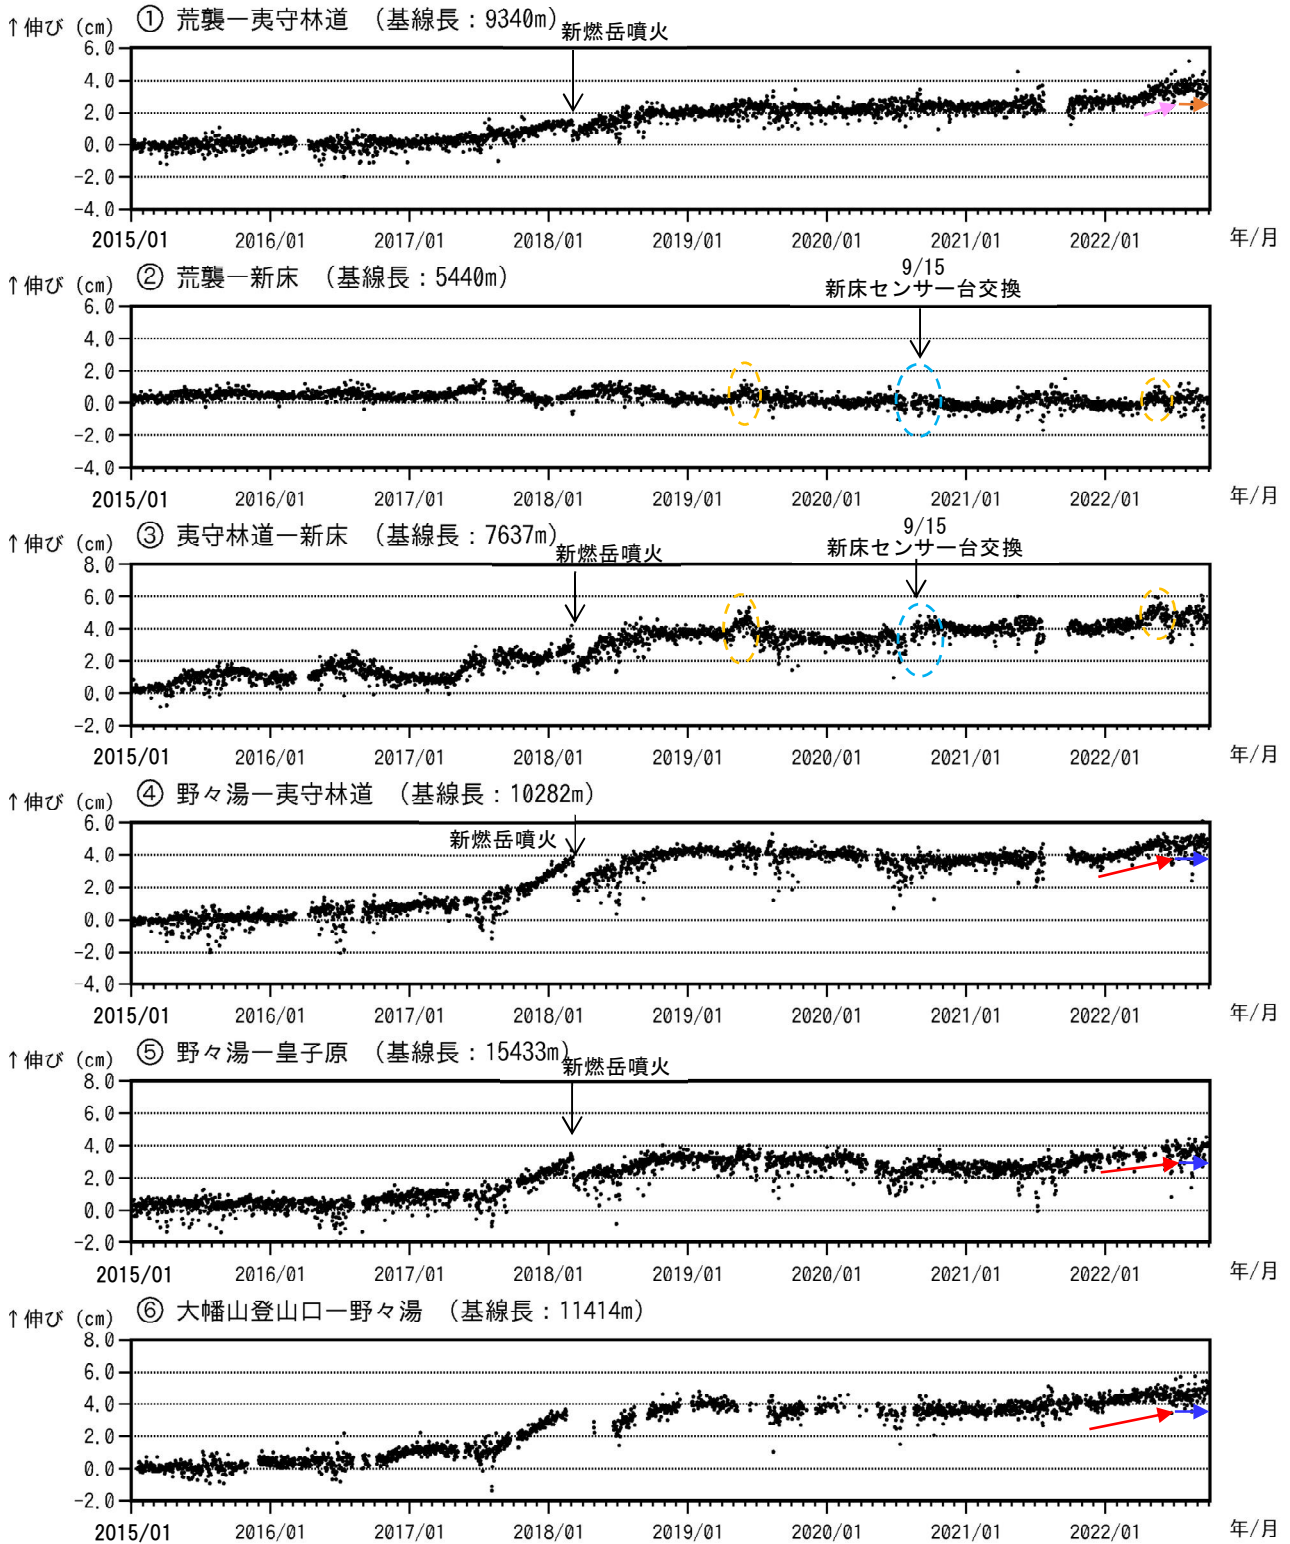 ↑伸び (cm) ① 荒襲ー夷守林道 (基線長：9340m) 新燃岳噴火
6.0
4.0
2.0
0.0
-2.0
-4.0
2015/01 2016/01 2017/01 2018/01 2019/01 2020/01 2021/01 2022/01 年/月
↑伸び (cm) ② 荒襲―新床 (基線長：5440m) 9/15
新床センサー台交換
6.0
4.0
2.0
0.0
-2.0
-4.0
2015/01 2016/01 2017/01 2018/01 2019/01 2020/01 2021/01 2022/01 年/月
↑伸び (cm) ③ 夷守林道ー新床 (基線長：7637m) 新燃岳噴火 9/15
新床センサー台交換
8.0
6.0
4.0
2.0
0.0
-2.0
2015/01 2016/01 2017/01 2018/01 2019/01 2020/01 2021/01 2022/01 年/月
↑伸び (cm) ④ 野々湯ー夷守林道 (基線長：10282m)
新燃岳噴火
6.0
4.0
2.0
0.0
-2.0
-4.0
2015/01 2016/01 2017/01 2018/01 2019/01 2020/01 2021/01 2022/01 年/月
↑伸び (cm) ⑤ 野々湯ー皇子原 (基線長：15433m) 新燃岳噴火
8.0
6.0
4.0
2.0
0.0
-2.0
2015/01 2016/01 2017/01 2018/01 2019/01 2020/01 2021/01 2022/01 年/月
↑伸び (cm) ⑥ 大幡山登山口ー野々湯 (基線長：11414m)
8.0
6.0
4.0
2.0
0.0
-2.0
2015/01 2016/01 2017/01 2018/01 2019/01 2020/01 2021/01 2022/01 年/月